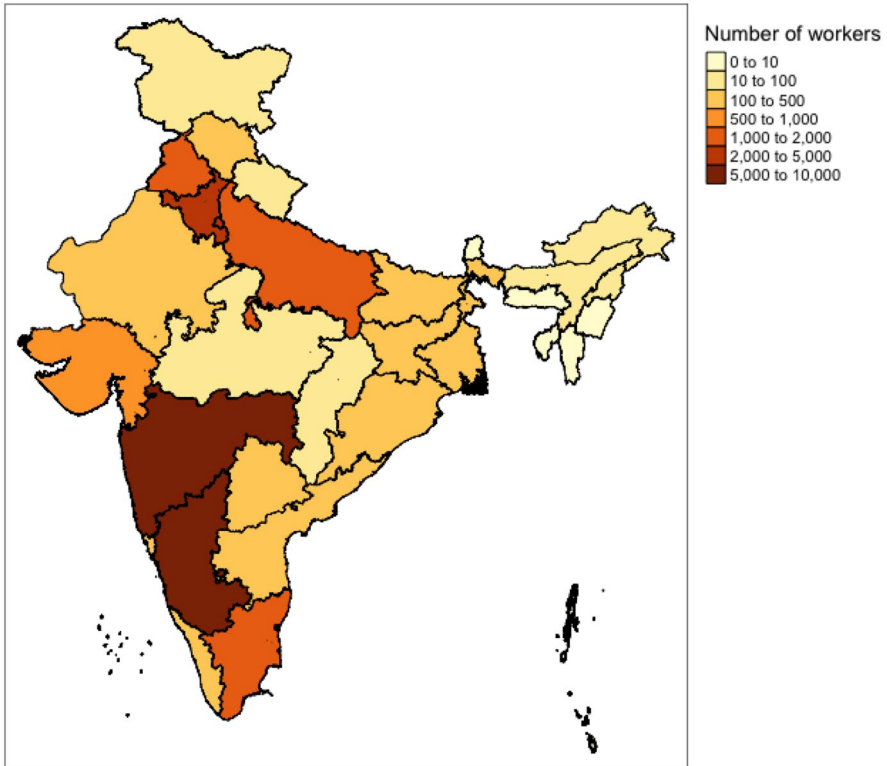 Number of workers
0 to 10
10 to 100
100 to 500
500 to 1,000
1,000 to 2,000
2,000 to 5,000
5,000 to 10,000